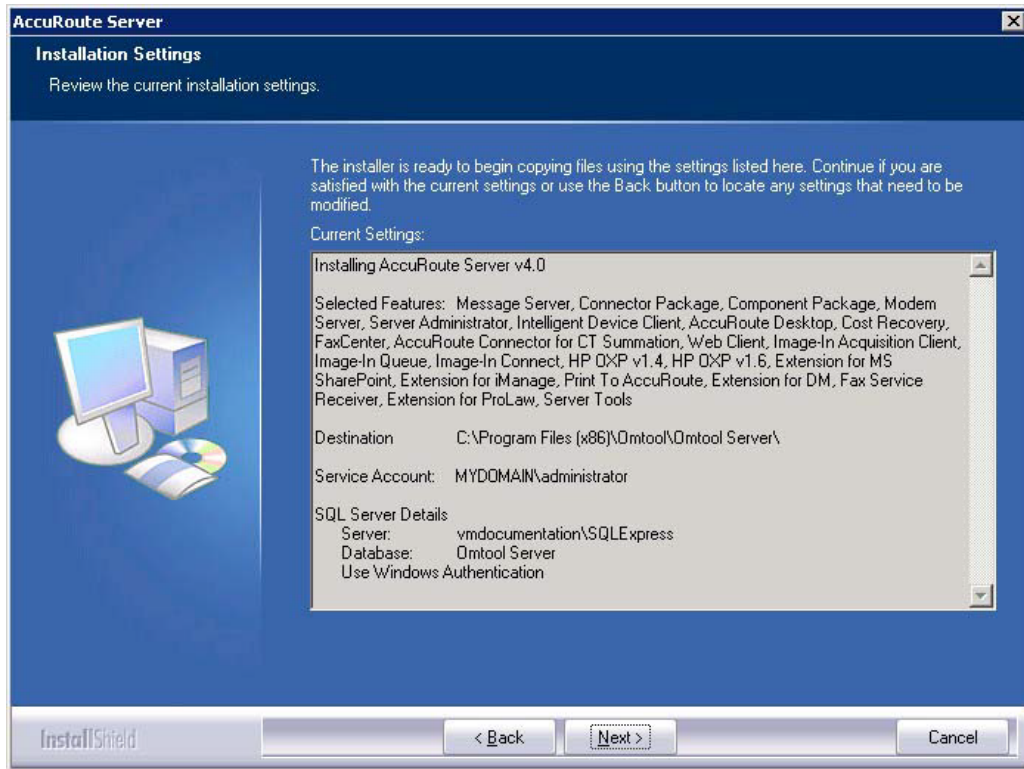 AccuRoute Server
Installation Settings
Review the current installation settings.
The installer is ready to begin copying files using the settings listed here. Continue if you are
satisfied with the current settings or use the Back button to locate any settings that need to be
modified.
Current Settings:
Installing AccuRoute Server v4.0
Selected Features: Message Server, Connector Package, Component Package, Modem
Server, Server Administrator, Intelligent Device Client, AccuRoute Desktop, Cost Recovery,
FaxCenter, AccuRoute Connector for CT Summation, Web Client, Image-In Acquisition Client,
Image-In Queue, Image-In Connect, HP OXP v1.4, HP OXP v1.6, Extension for MS
SharePoint, Extension for iManage, Print To AccuRoute, Extension for DM, Fax Service
Receiver, Extension for ProLaw, Server Tools
Destination C:\Program Files (x86)\Omtool\Omtool Server\
Service Account: MYDOMAIN\administrator
SQL Server Details
Server: vmdocumentation\SQLExpress
Database: Omtool Server
Use Windows Authentication
InstallShield
< Back
Next >
Cancel